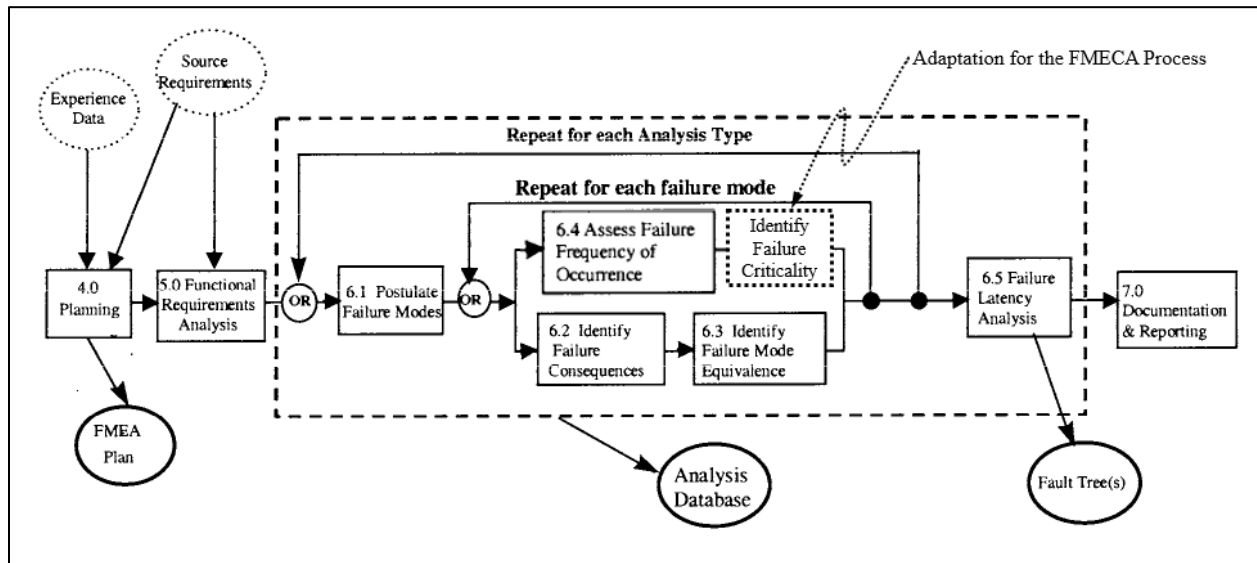 Source
Requirements
Experience
Data
Adaptation for the FMECA Process
Repeat for each Analysis Type
Repeat for each failure mode
6.4 Assess Failure
Frequency of
Occurrence
Identify
Failure
Criticality
4.0
Planning
5.0 Functional
Requirements
Analysis
OR
6.1 Postulate
Failure Modes
OR
6.2 Identify
Failure
Consequences
6.3 Identify
Failure Mode
Equivalence
6.5 Failure
Latency
Analysis
7.0
Documentation
& Reporting
FMEA
Plan
Analysis
Database
Fault Tree(s)